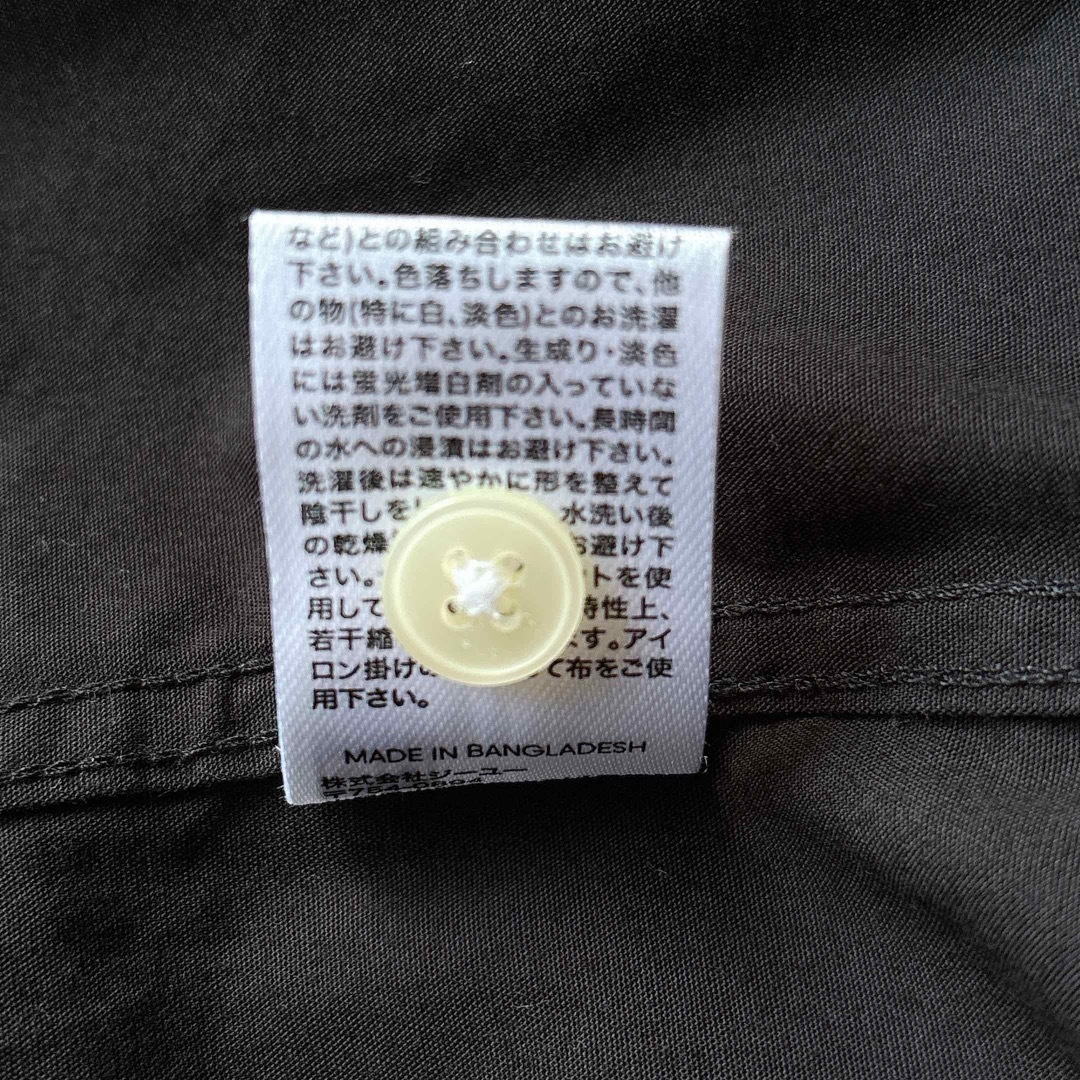 など)との組み合わせはお避け
下さい。色落ちしますので、他
の物(特に白、淡色)とのお洗濯
はお避け下さい。生成り・淡色
には蛍光増白剤の入っていな
い洗剤をご使用下さい。長時間
の水への浸漬はお避け下さい。
洗濯後は速やかに形を整えて
陰干しを 水洗い後
の乾燥 お避け下
さい。 トを使
用して 特性上、
若干縮 ます。アイ
ロン掛け て布をご使
用下さい。
MADE IN BANGLADESH
株式会社ジーユー
〒754-0894